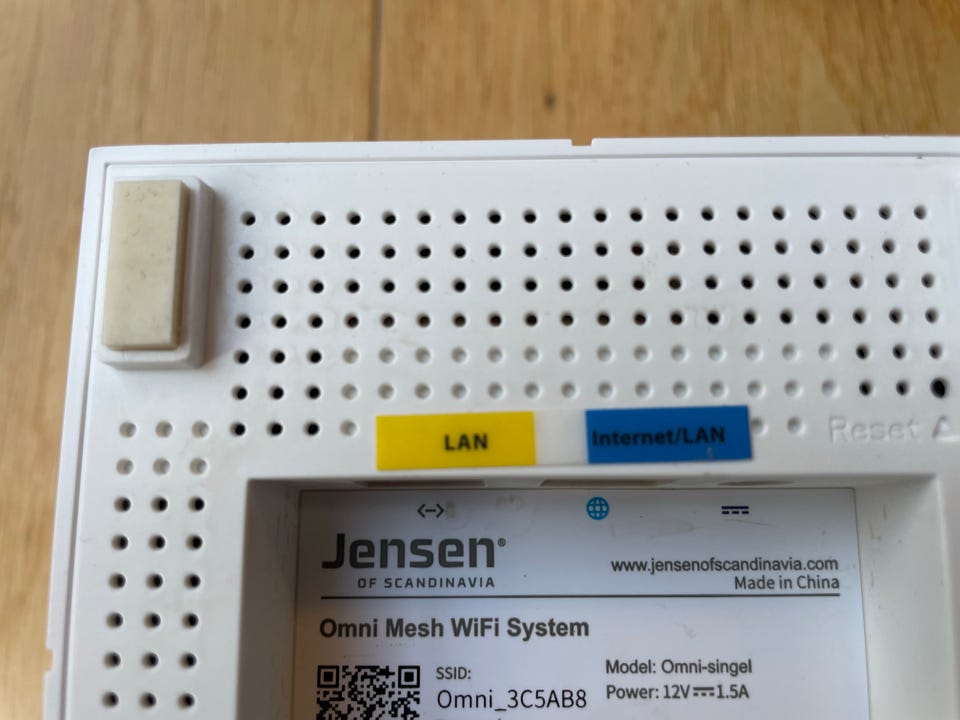 LAN
Internet/LAN
Reset
Jensen®
OF SCANDINAVIA
www.jensenofscandinavia.com
Made in China
Omni Mesh WiFi System
SSID:
Omni_3C5AB8
Model: Omni-singel
Power: 12V⎓1.5A